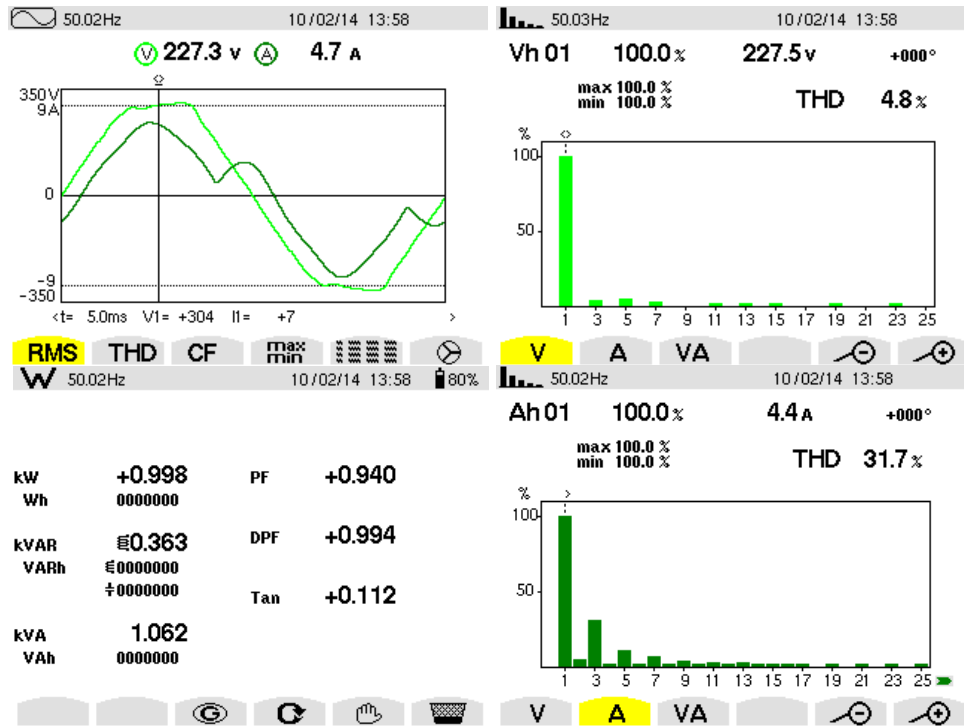 50.02Hz 10/02/14 13:58
V 227.3 V A 4.7 A
350V
9A
0
-9
-350
<t= 5.0ms V1= +304 I1= +7 >
RMS THD CF max min
50.03Hz 10/02/14 13:58
Vh 01 100.0 % 227.5 V +000°
max 100.0 %
min 100.0 %
THD 4.8 %
%
100
50
1 3 5 7 9 11 13 15 17 19 21 23 25
V A VA
W 50.02Hz 10/02/14 13:58 80%
kW +0.998 PF +0.940
Wh 0000000
kVAR 0.363 DPF +0.994
VARh 0000000
0000000
Tan +0.112
kVA 1.062
VAh 0000000
G
50.02Hz 10/02/14 13:58
Ah 01 100.0 % 4.4 A +000°
max 100.0 %
min 100.0 %
THD 31.7 %
%
100
50
1 3 5 7 9 11 13 15 17 19 21 23 25
V A VA